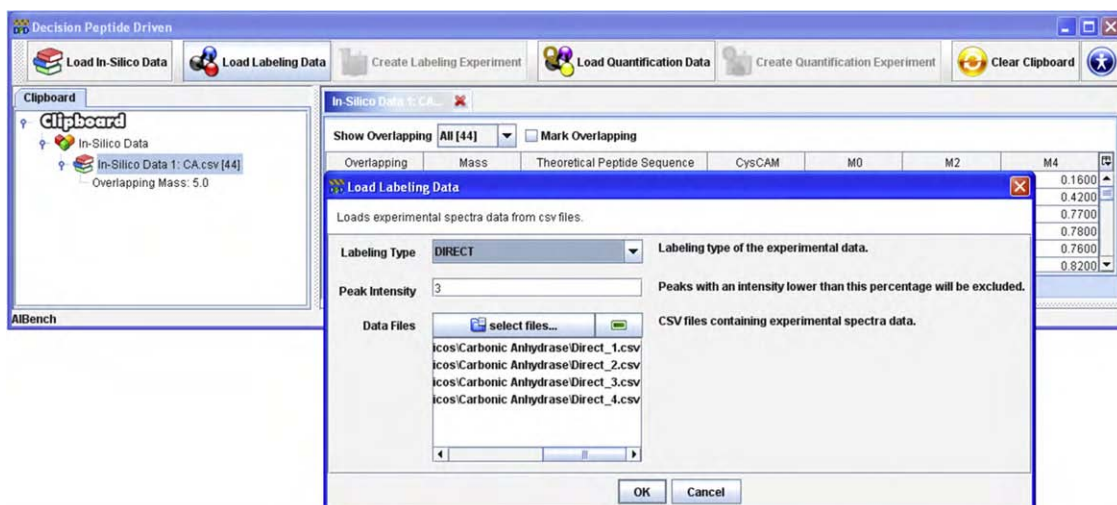 Decision Peptide Driven
Load In-Silico Data
Load Labeling Data
Create Labeling Experiment
Load Quantification Data
Create Quantification Experiment
Clear Clipboard
Clipboard
Clipboard
In-Silico Data
In-Silico Data 1: CA.csv [44]
Overlapping Mass: 5.0
In-Silico Data 1: CA...
Show Overlapping All [44] Mark Overlapping
Overlapping Mass Theoretical Peptide Sequence CysCAM M0 M2 M4
0.1600
0.4200
0.7700
0.7800
0.7600
0.8200
Load Labeling Data
Loads experimental spectra data from csv files.
Labeling Type DIRECT Labeling type of the experimental data.
Peak Intensity 3 Peaks with an intensity lower than this percentage will be excluded.
Data Files select files... CSV files containing experimental spectra data.
icos\Carbonic Anhydrase\Direct_1.csv
icos\Carbonic Anhydrase\Direct_2.csv
icos\Carbonic Anhydrase\Direct_3.csv
icos\Carbonic Anhydrase\Direct_4.csv
OK Cancel
AIBench